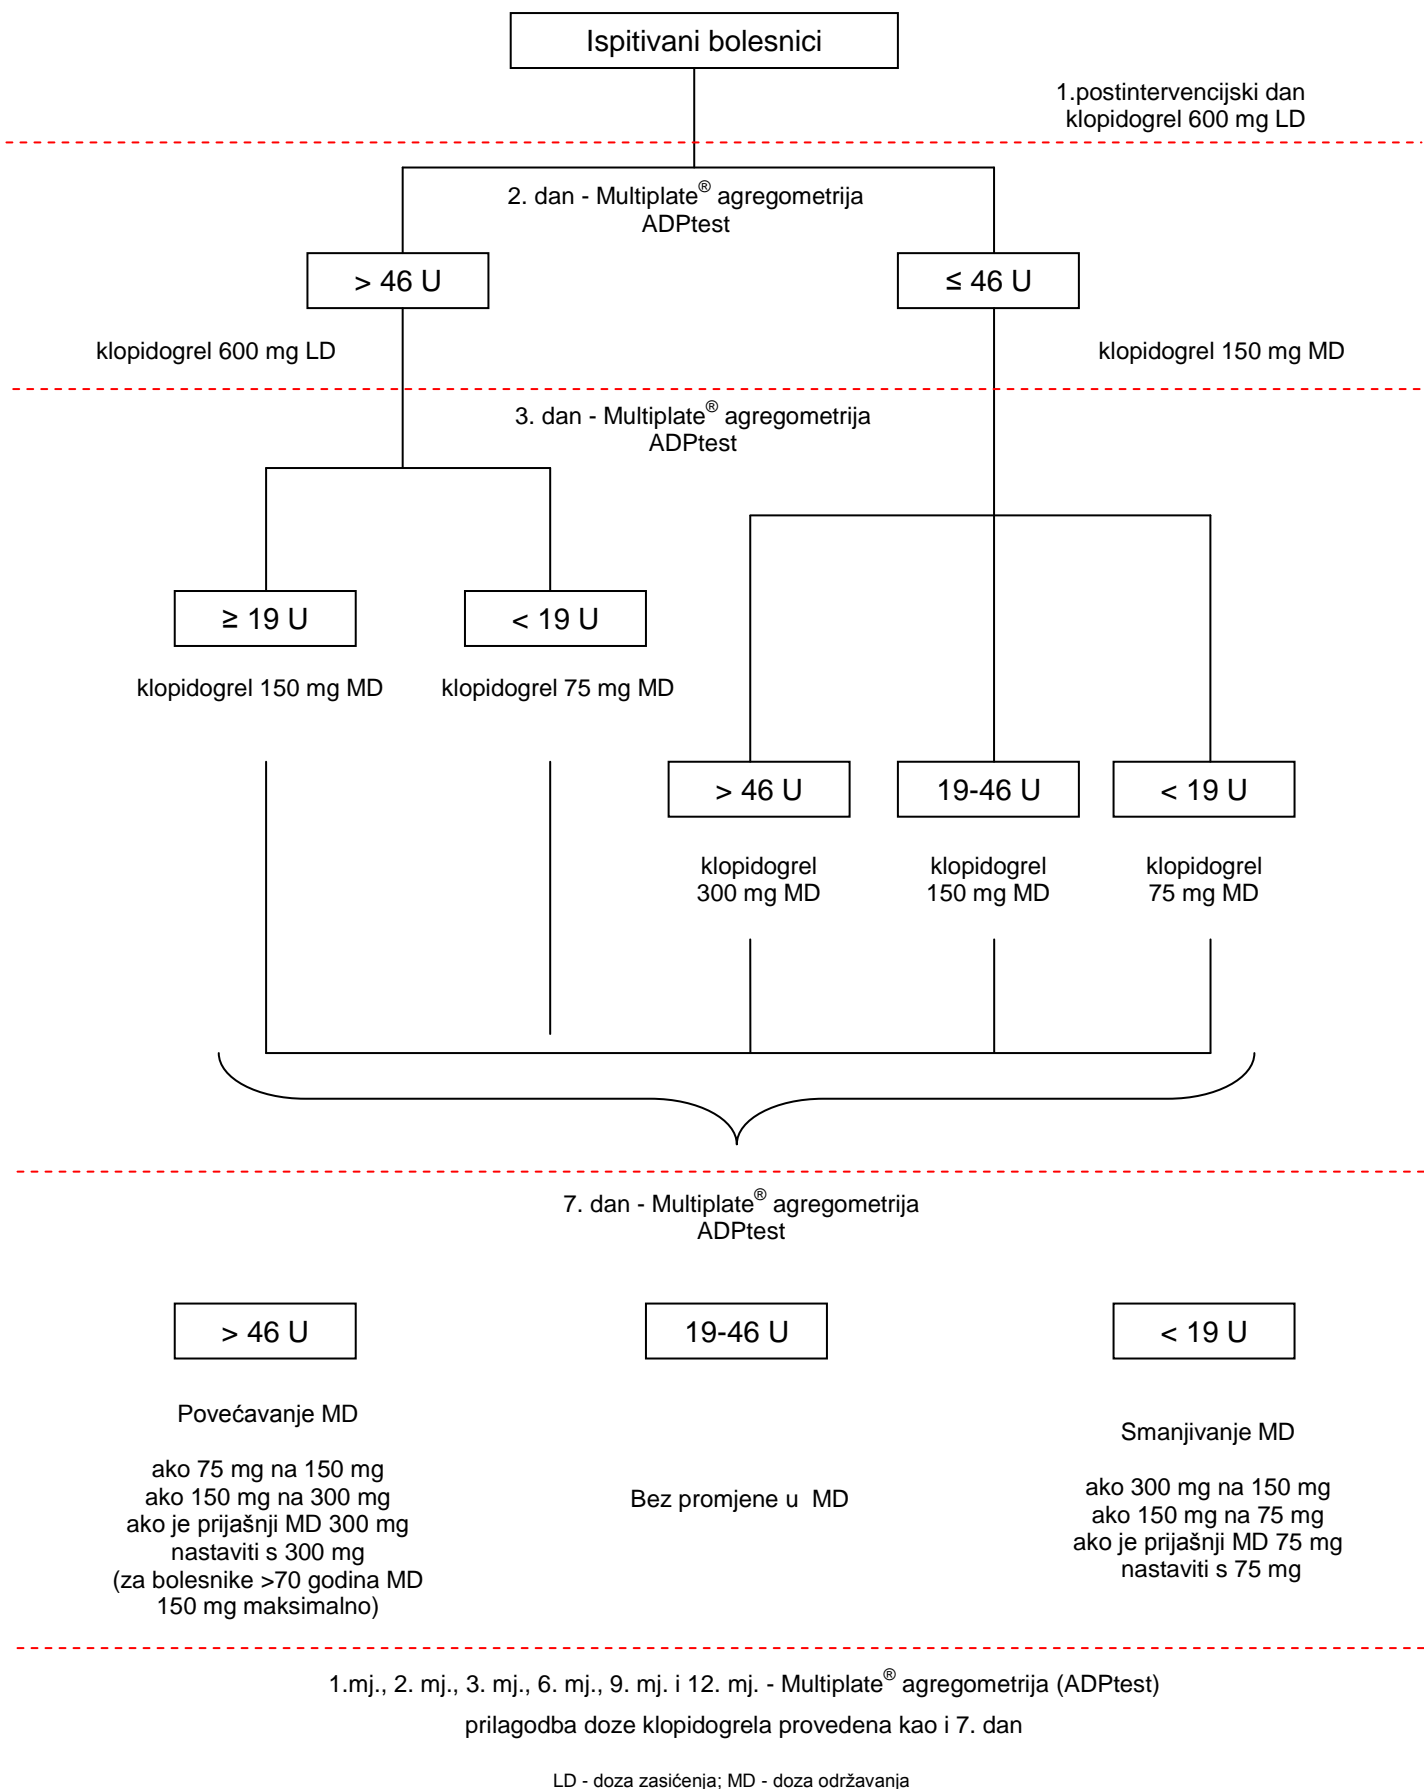 Ispitivani bolesnici
1.postintervencijski dan
klopidogrel 600 mg LD
2. dan - Multiplate® agregometrija
ADPtest
> 46 U
≤ 46 U
klopidogrel 600 mg LD
klopidogrel 150 mg MD
3. dan - Multiplate® agregometrija
ADPtest
≥ 19 U
< 19 U
klopidogrel 150 mg MD
klopidogrel 75 mg MD
> 46 U
19-46 U
< 19 U
klopidogrel
300 mg MD
klopidogrel
150 mg MD
klopidogrel
75 mg MD
7. dan - Multiplate® agregometrija
ADPtest
> 46 U
19-46 U
< 19 U
Povećavanje MD
ako 75 mg na 150 mg
ako 150 mg na 300 mg
ako je prijašnji MD 300 mg
nastaviti s 300 mg
(za bolesnike >70 godina MD
150 mg maksimalno)
Bez promjene u MD
Smanjivanje MD
ako 300 mg na 150 mg
ako 150 mg na 75 mg
ako je prijašnji MD 75 mg
nastaviti s 75 mg
1.mj., 2. mj., 3. mj., 6. mj., 9. mj. i 12. mj. - Multiplate® agregometrija (ADPtest)
prilagodba doze klopidogrela provedena kao i 7. dan
LD - doza zasićenja; MD - doza održavanja